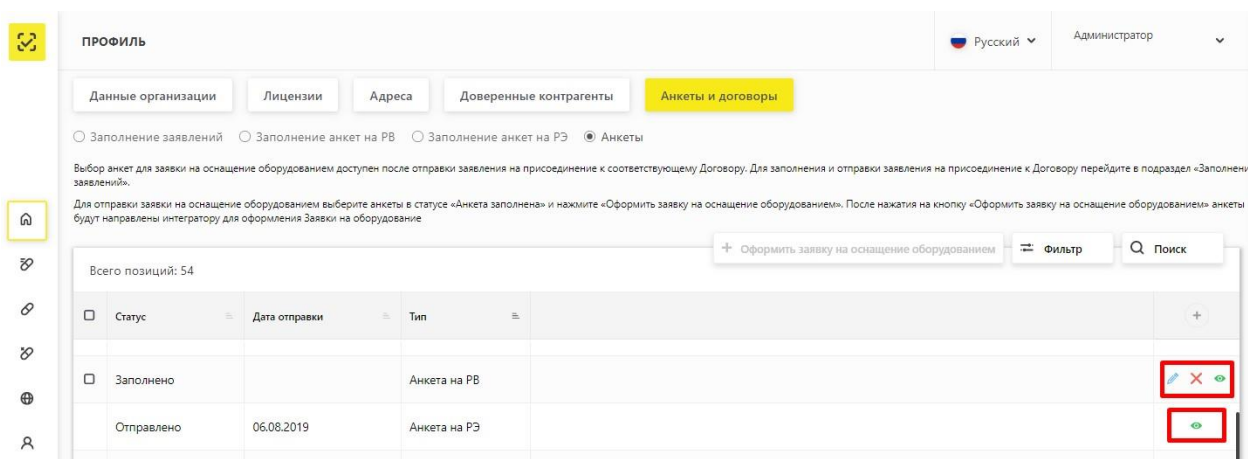 ПРОФИЛЬ
Русский
Администратор
Данные организации
Лицензии
Адреса
Доверенные контрагенты
Анкеты и договоры
Заполнение заявлений
Заполнение анкет на РВ
Заполнение анкет на РЭ
Анкеты
Выбор анкет для заявки на оснащение оборудованием доступен после отправки заявления на присоединение к соответствующему Договору. Для заполнения и отправки заявления на присоединение к Договору перейдите в подраздел «Заполнени
заявлений».
Для отправки заявки на оснащение оборудованием выберите анкеты в статусе «Анкета заполнена» и нажмите «Оформить заявку на оснащение оборудованием». После нажатия на кнопку «Оформить заявку на оснащение оборудованием» анкеты
будут направлены интегратору для оформления Заявки на оборудование
+ Оформить заявку на оснащение оборудованием
Фильтр
Поиск
Всего позиций: 54
Статус
Дата отправки
Тип
Заполнено
Анкета на РВ
Отправлено
06.08.2019
Анкета на РЭ